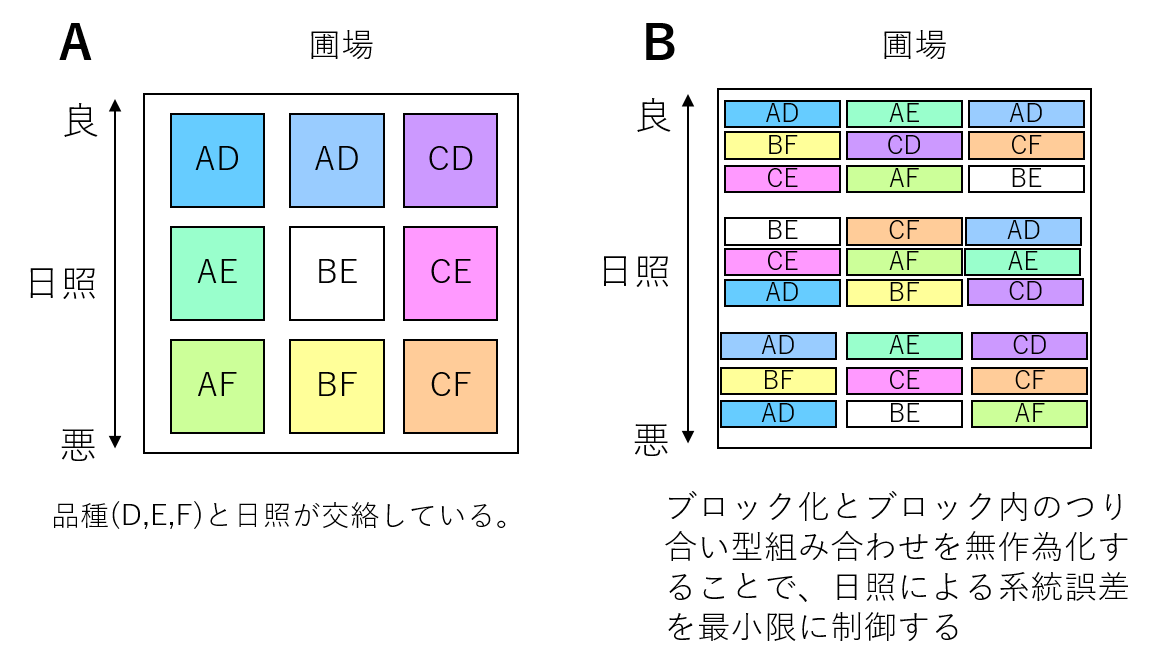 A
圃場
良
日照
悪
AD
AD
CD
AE
BE
CE
AF
BF
CF
品種(D,E,F)と日照が交絡している。
B
圃場
良
日照
悪
AD
AE
AD
BF
CD
CF
CE
AF
BE
BE
CF
AD
CE
AF
AE
AD
BF
CD
AD
AE
CD
BF
CE
CF
AD
BE
AF
ブロック化とブロック内のつり
合い型組み合わせを無作為化す
ることで、日照による系統誤差
を最小限に制御する